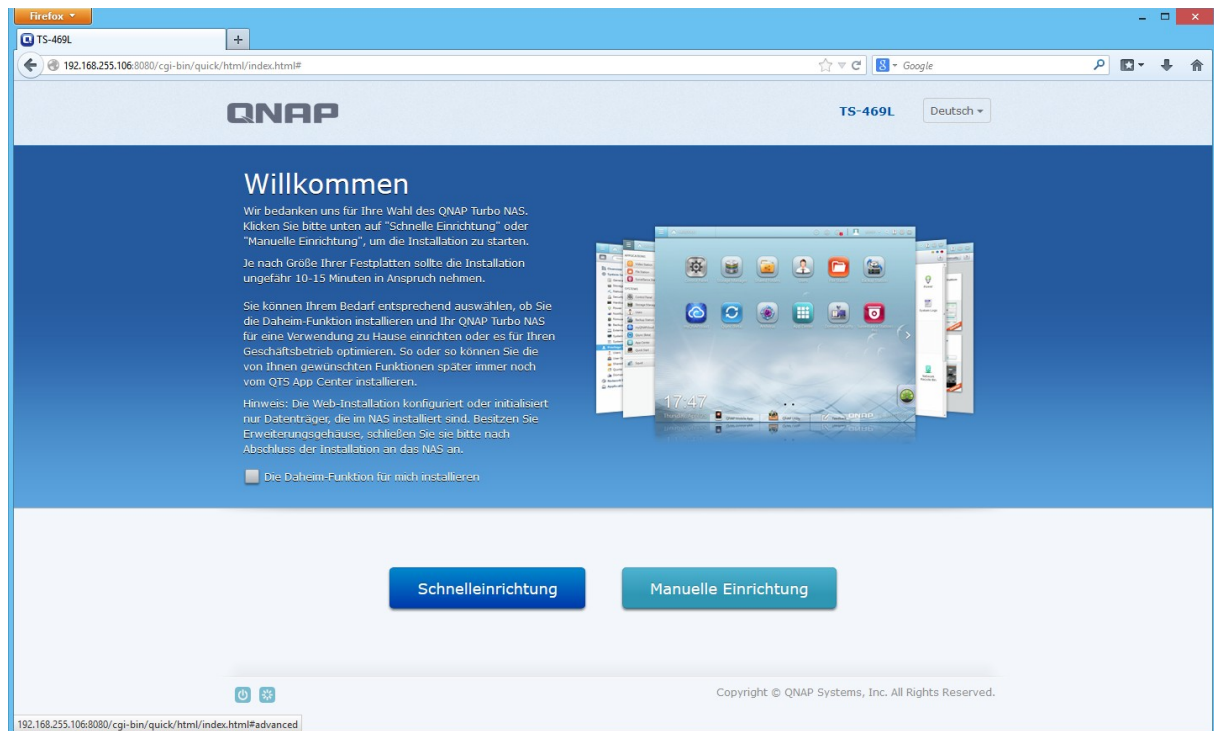 Firefox
TS-469L
192.168.255.106:8080/cgi-bin/quick/html/index.html#
Google
QNAP
TS-469L
Deutsch
Willkommen
Wir bedanken uns für Ihre Wahl des QNAP Turbo NAS.
Klicken Sie bitte unten auf "Schnelle Einrichtung" oder
"Manuelle Einrichtung", um die Installation zu starten.
Je nach Größe Ihrer Festplatten sollte die Installation
ungefähr 10-15 Minuten in Anspruch nehmen.
Sie können Ihrem Bedarf entsprechend auswählen, ob Sie
die Daheim-Funktion installieren und Ihr QNAP Turbo NAS
für eine Verwendung zu Hause einrichten oder es für Ihren
Geschäftsbetrieb optimieren. So oder so können Sie die
von Ihnen gewünschten Funktionen später immer noch
vom QTS App Center installieren.
Hinweis: Die Web-Installation konfiguriert oder initialisiert
nur Datenträger, die im NAS installiert sind. Besitzen Sie
Erweiterungsgehäuse, schließen Sie sie bitte nach
Abschluss der Installation an das NAS an.
Die Daheim-Funktion für mich installieren
17:47
Schnelleinrichtung
Manuelle Einrichtung
Copyright © QNAP Systems, Inc. All Rights Reserved.
192.168.255.106:8080/cgi-bin/quick/html/index.html#advanced